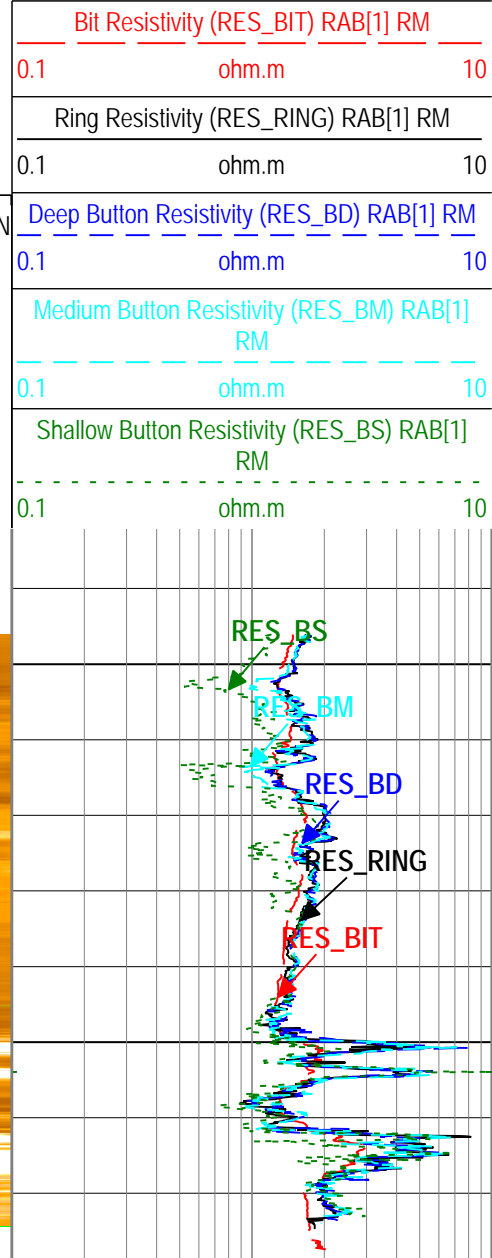 Bit Resistivity (RES_BIT) RAB[1] RM
0.1 ohm.m 10
Ring Resistivity (RES_RING) RAB[1] RM
0.1 ohm.m 10
N
Deep Button Resistivity (RES_BD) RAB[1] RM
0.1 ohm.m 10
Medium Button Resistivity (RES_BM) RAB[1]
RM
0.1 ohm.m 10
Shallow Button Resistivity (RES_BS) RAB[1]
RM
0.1 ohm.m 10
RES_BS
RES_BM
RES_BD
RES_RING
RES_BIT